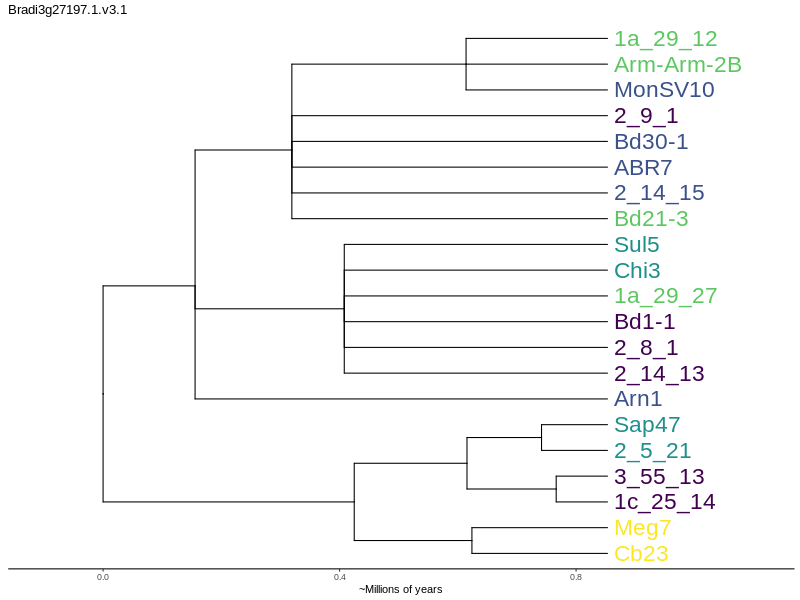 Bradi3g27197.1.v3.1
1a_29_12
Arm-Arm-2B
MonSV10
2_9_1
Bd30-1
ABR7
2_14_15
Bd21-3
Sul5
Chi3
1a_29_27
Bd1-1
2_8_1
2_14_13
Arn1
Sap47
2_5_21
3_55_13
1c_25_14
Meg7
Cb23
0.0 0.4 0.8
~Millions of years